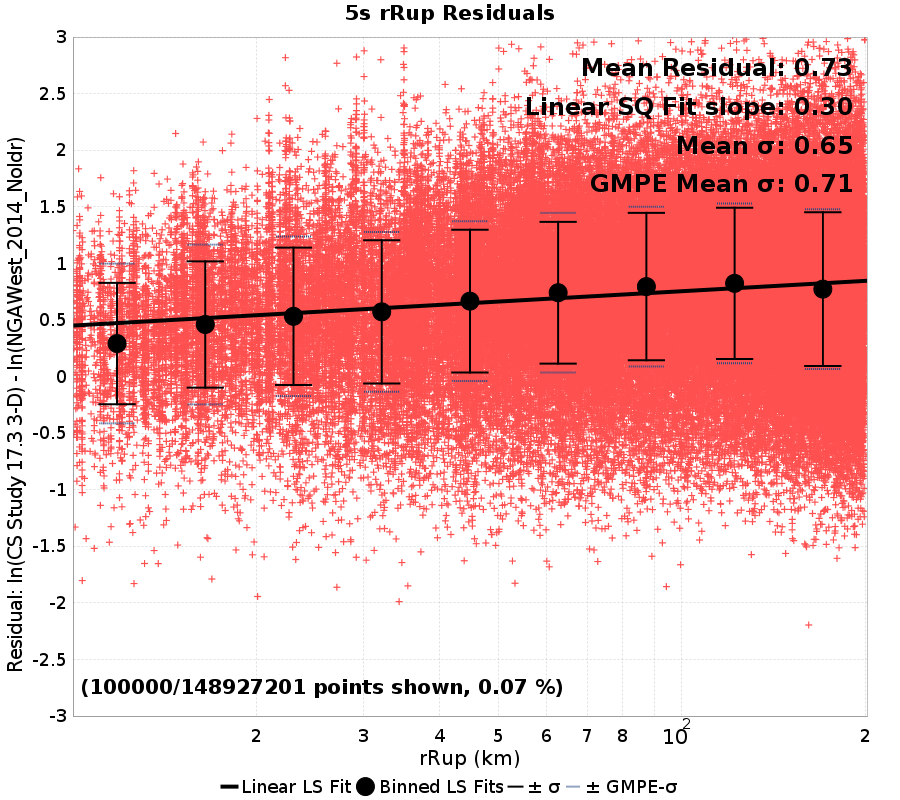 5s rRup Residuals
Mean Residual: 0.73
Linear SQ Fit slope: 0.30
Mean σ: 0.65
GMPE Mean σ: 0.71
Residual: ln(CS Study 17.3 3-D) - ln(NGAWest_2014_NoIdr)
3
2.5
2
1.5
1
0.5
0
-0.5
-1
-1.5
-2
-2.5
-3
(100000/148927201 points shown, 0.07 %)
2 3 4 5 6 7 8 10² 2
rRup (km)
Linear LS Fit Binned LS Fits ± σ ± GMPE-σ